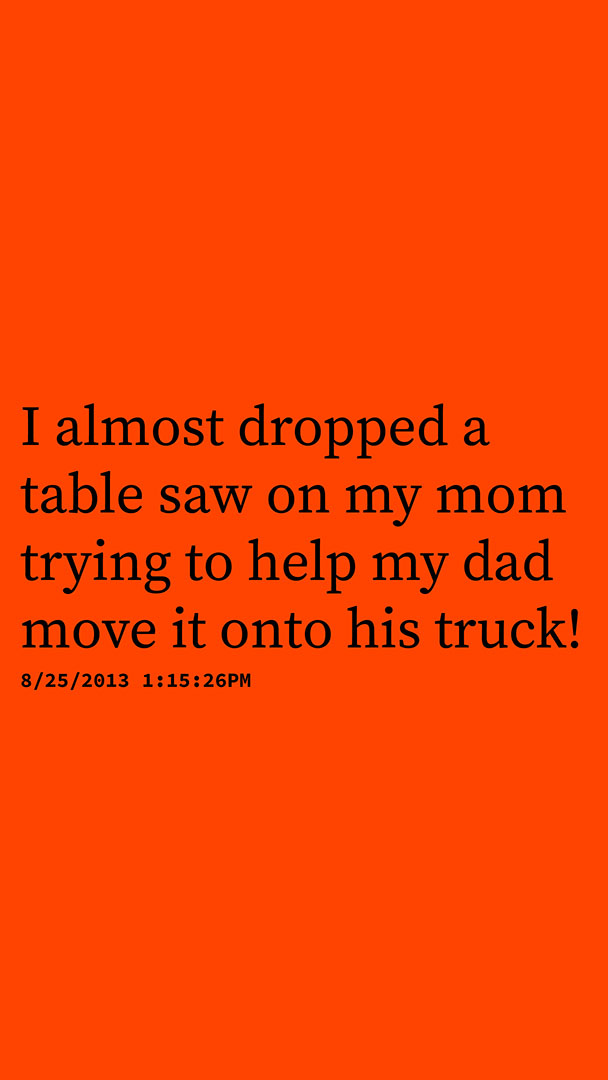 I almost dropped a
table saw on my mom
trying to help my dad
move it onto his truck!
8/25/2013 1:15:26PM